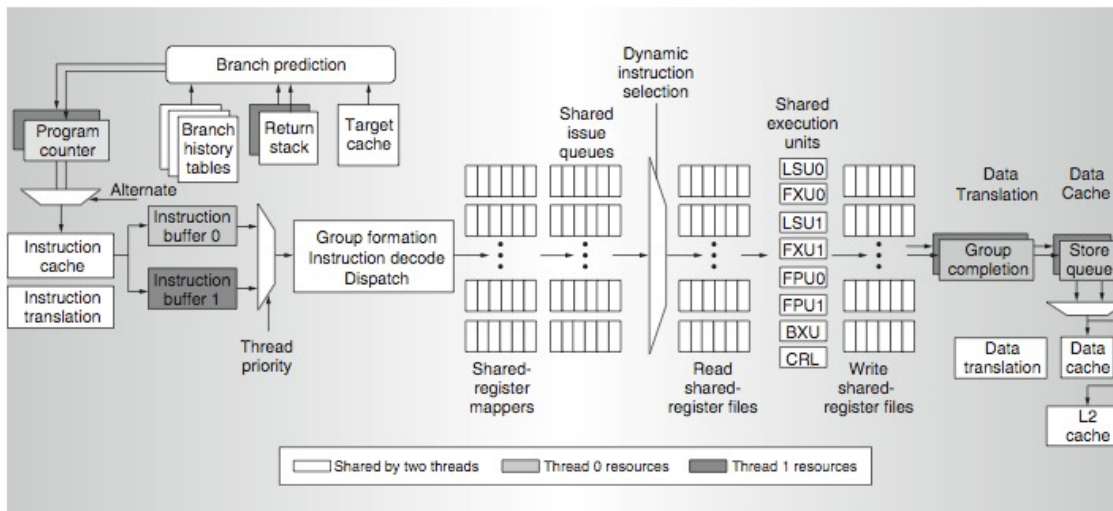 Branch prediction
Program
counter
Branch
history
tables
Return
stack
Target
cache
Alternate
Instruction
cache
Instruction
translation
Instruction
buffer 0
Instruction
buffer 1
Thread
priority
Group formation
Instruction decode
Dispatch
Shared-
register
mappers
Shared
issue
queues
Dynamic
instruction
selection
Read
shared-
register files
Shared
execution
units
LSU0
FXU0
LSU1
FXU1
FPU0
FPU1
BXU
CRL
Write
shared-
register files
Data
Translation
Data
Cache
Group
completion
Store
queue
Data
translation
Data
cache
L2
cache
Shared by two threads
Thread 0 resources
Thread 1 resources